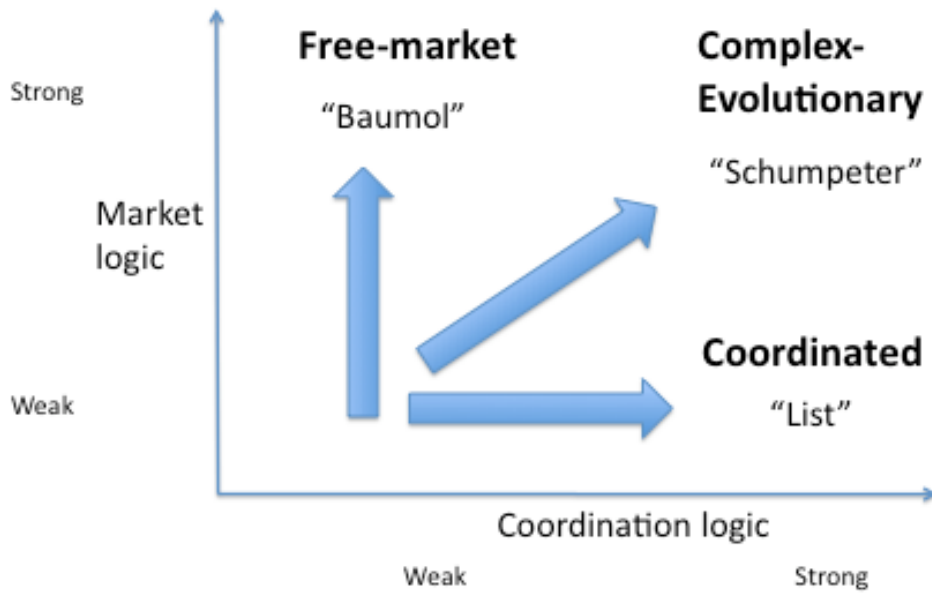 Free-market
Complex-
Evolutionary
Strong
“Baumol”
“Schumpeter”
Market
logic
Coordinated
Weak
“List”
Coordination logic
Weak
Strong